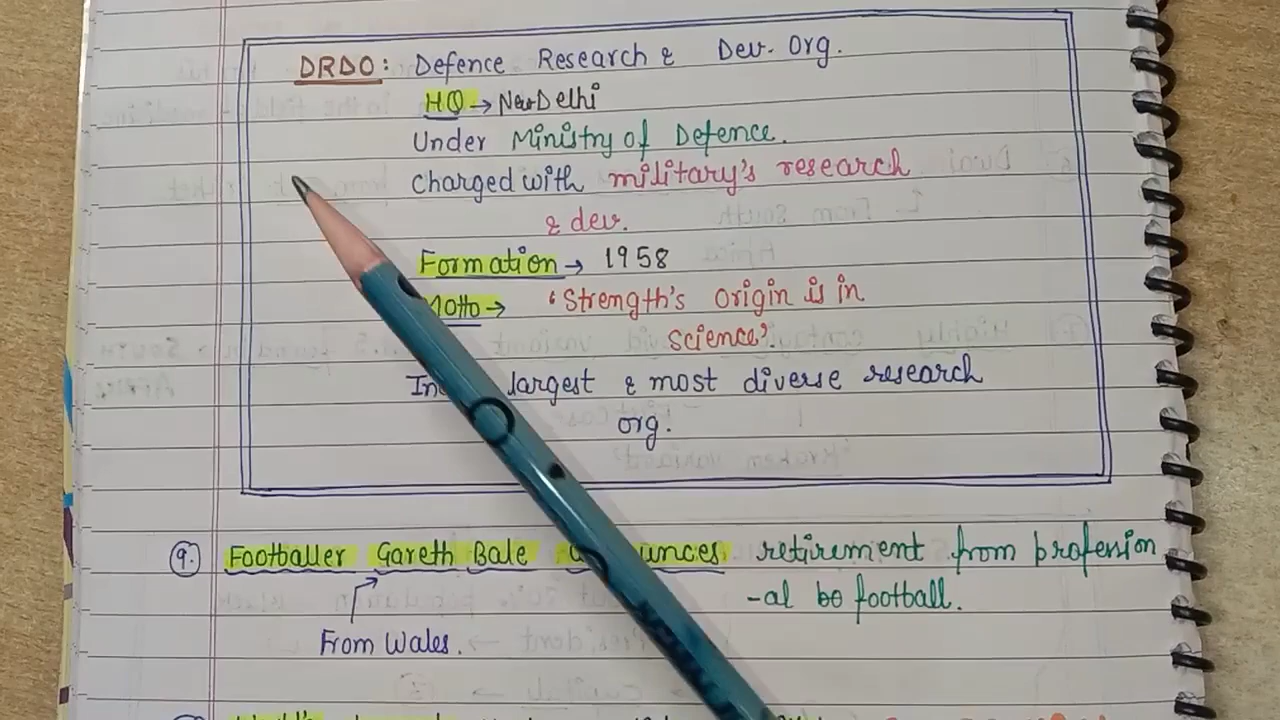 DRDO: Defence Research & Dev. Org.
HQ → New Delhi
Under Ministry of Defence.
Charged with military's research
& dev.
Formation → 1958
Motto → 'Strength's Origin is in
Science'.
largest & most diverse research
org.
9. Footballer Gareth Bale announces retirement from profession
-al bo football.
From Wales.